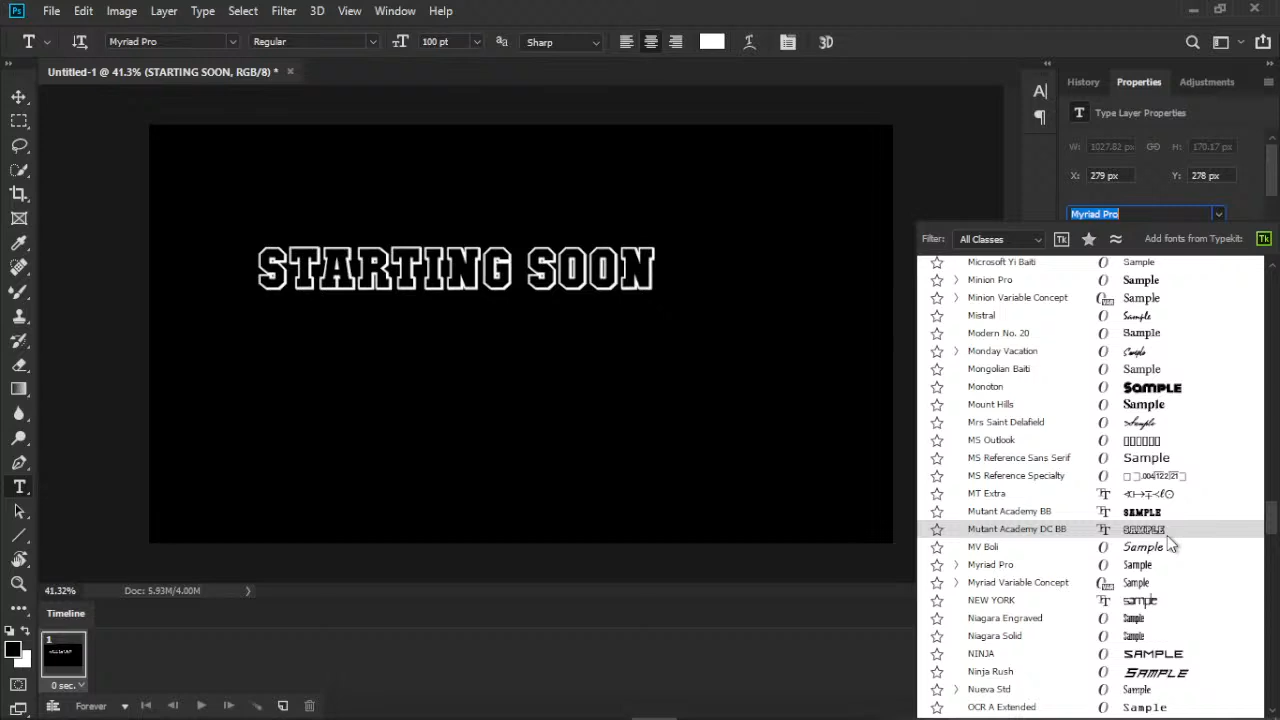 Ps File Edit Image Layer Type Select Filter 3D View Window Help
T Myriad Pro Regular 100 pt aa Sharp 3D
Untitled-1 @ 41.3% (STARTING SOON, RGB/8) *
History Properties Adjustments
A
T Type Layer Properties
W: 1027.82 px H: 170.17 px
X: 279 px Y: 278 px
Myriad Pro
Filter: All Classes Tk Add fonts from Typekit: Tk
STARTING SOON
Microsoft Yi Baiti Sample
Minion Pro Sample
Minion Variable Concept Sample
Mistral Sample
Modern No. 20 Sample
Monday Vacation Sample
Mongolian Baiti Sample
Monoton SAMPLE
Mount Hills Sample
Mrs Saint Delafield Sample
MS Outlook
MS Reference Sans Serif Sample
MS Reference Specialty
MT Extra
Mutant Academy BB SAMPLE
Mutant Academy DC BB SAMPLE
MV Boli Sample
Myriad Pro Sample
Myriad Variable Concept Sample
NEW YORK sample
Niagara Engraved Sample
Niagara Solid Sample
NINJA SAMPLE
Ninja Rush SAMPLE
Nueva Std Sample
OCR A Extended Sample
41.32% Doc: 5.93M/4.00M
Timeline
1
0 sec.
Forever